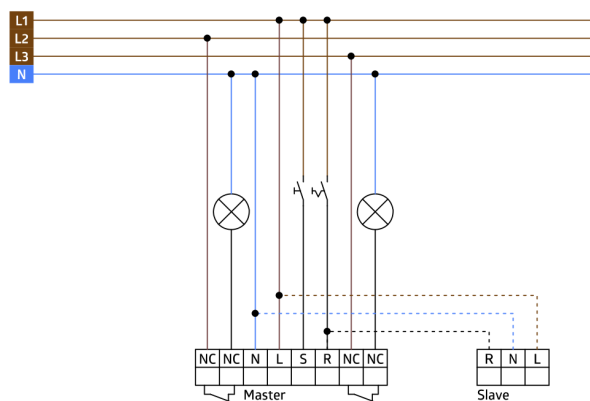 L1
L2
L3
N
NC NC N L S R NC NC
R N L
Master
Slave